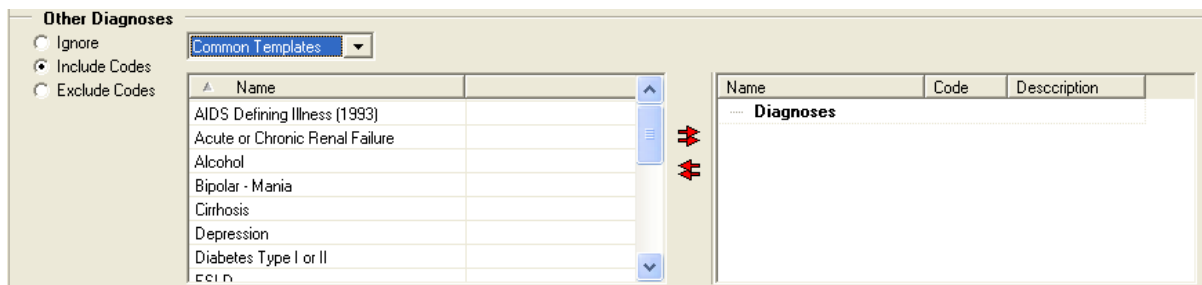 Other Diagnoses
Ignore
Include Codes
Exclude Codes
Common Templates
Name
AIDS Defining Illness (1993)
Acute or Chronic Renal Failure
Alcohol
Bipolar - Mania
Cirrhosis
Depression
Diabetes Type I or II
ESLD
Name Code Desccription
Diagnoses